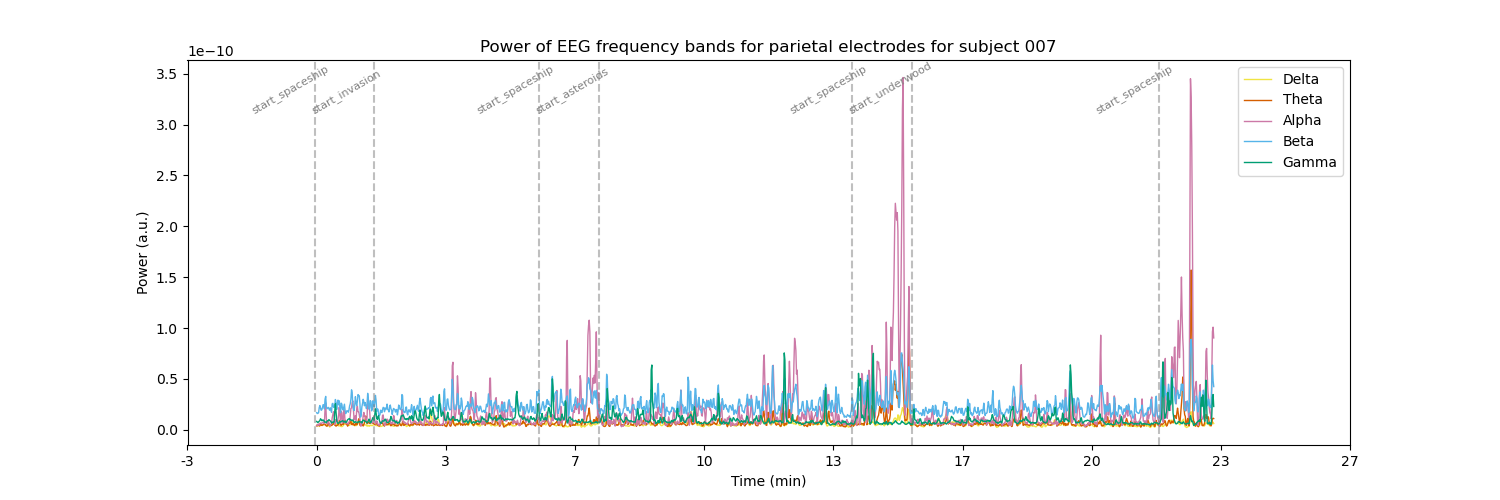 Power of EEG frequency bands for parietal electrodes for subject 007
1e−10
3.5
3.0
2.5
2.0
1.5
1.0
0.5
0.0
Power (a.u.)
start_spaceship
start_invasion
start_spaceship
start_asteroids
start_spaceship
start_underwood
start_spaceship
Delta
Theta
Alpha
Beta
Gamma
-3 0 3 7 10 13 17 20 23 27
Time (min)